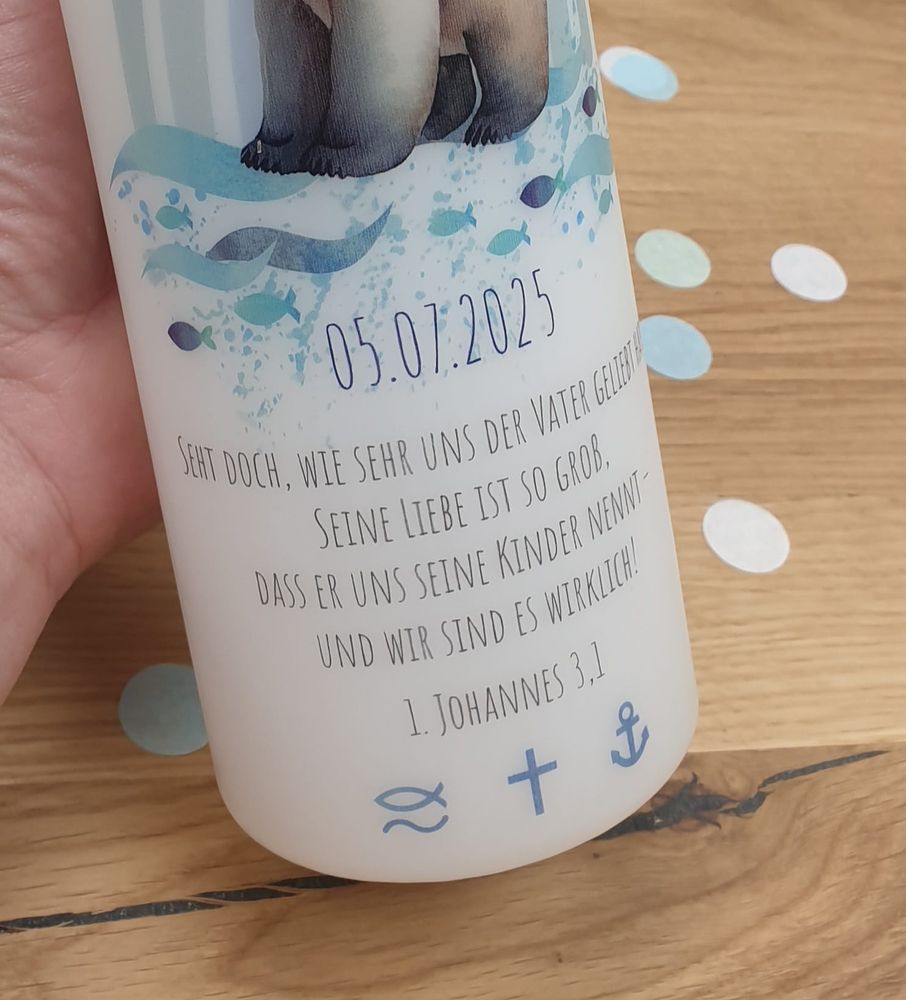 05.07.2025
Seht doch, wie sehr uns der Vater geliebt
Seine Liebe ist so groß,
dass er uns seine Kinder nennt-
und wir sind es wirklich!
1. Johannes 3,1